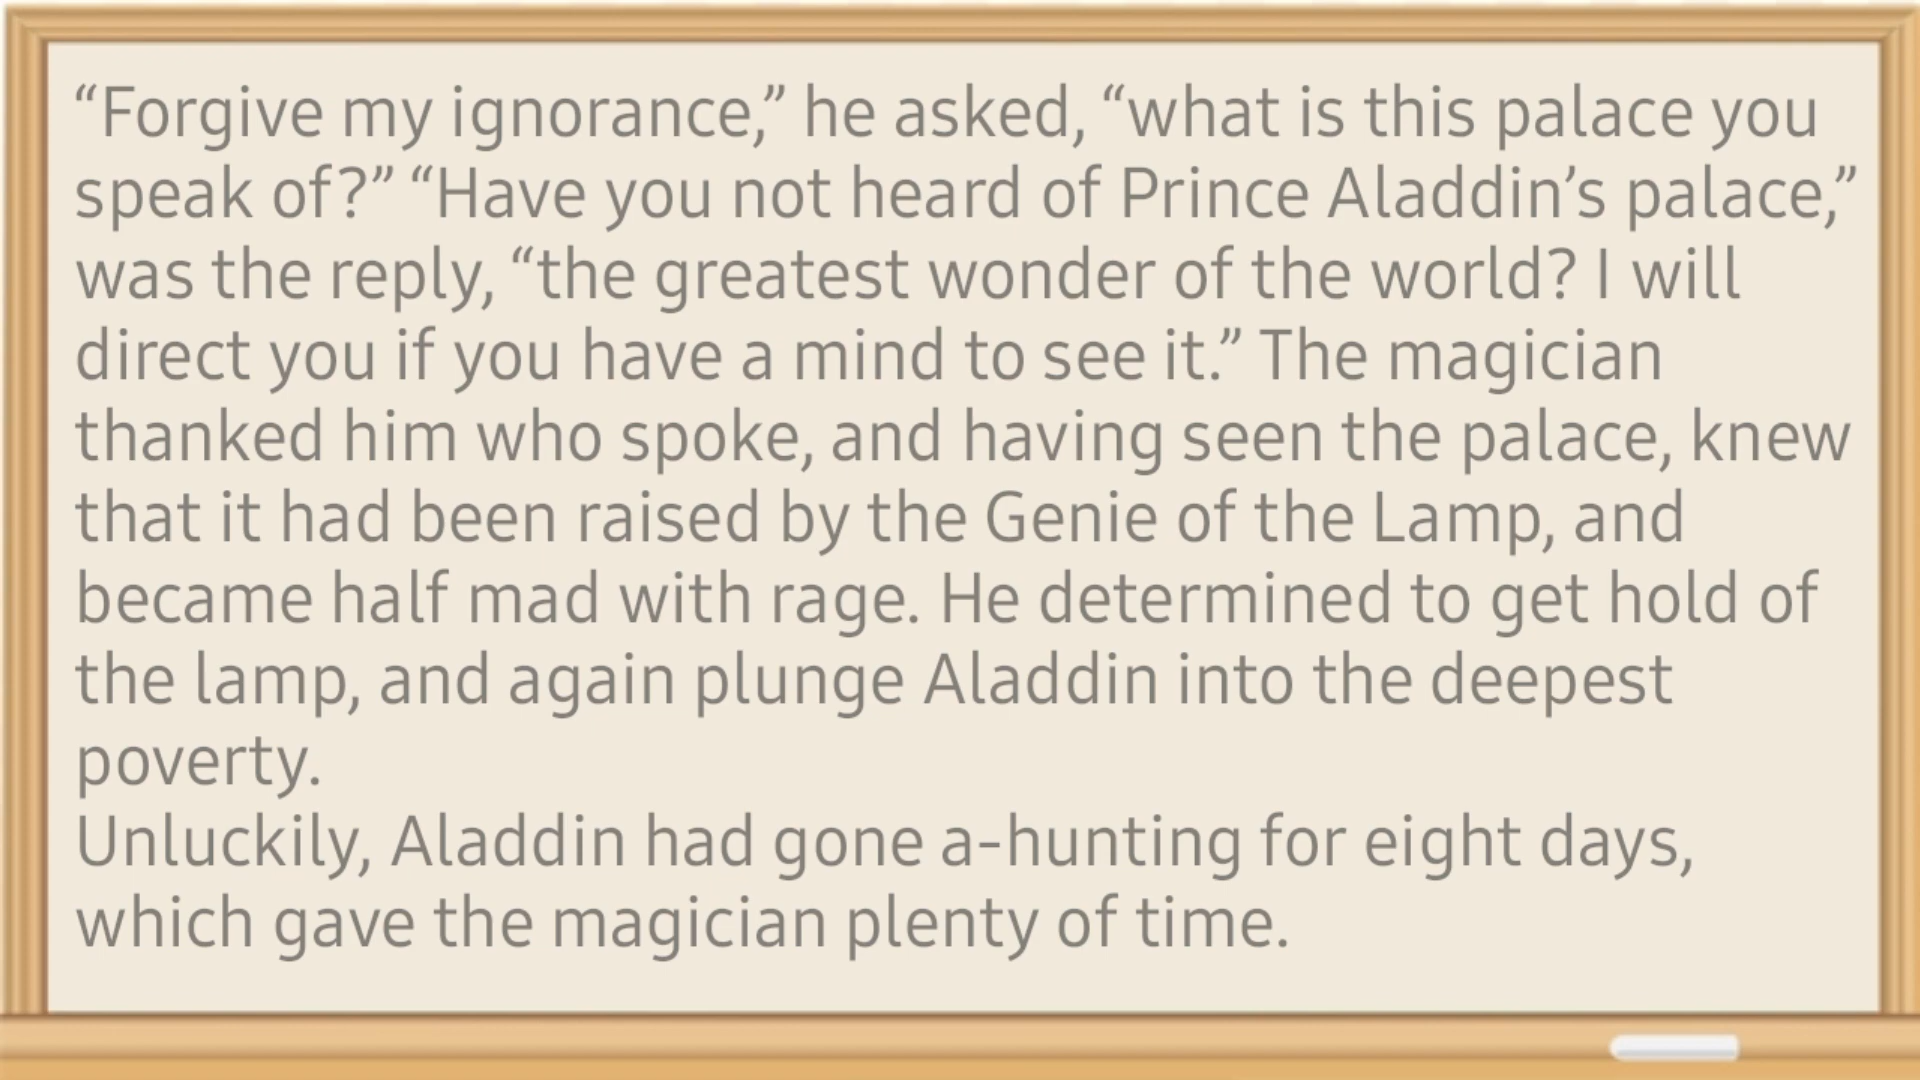 “Forgive my ignorance,” he asked, “what is this palace you
speak of?” “Have you not heard of Prince Aladdin’s palace,”
was the reply, “the greatest wonder of the world? I will
direct you if you have a mind to see it.” The magician
thanked him who spoke, and having seen the palace, knew
that it had been raised by the Genie of the Lamp, and
became half mad with rage. He determined to get hold of
the lamp, and again plunge Aladdin into the deepest
poverty.
Unluckily, Aladdin had gone a-hunting for eight days,
which gave the magician plenty of time.